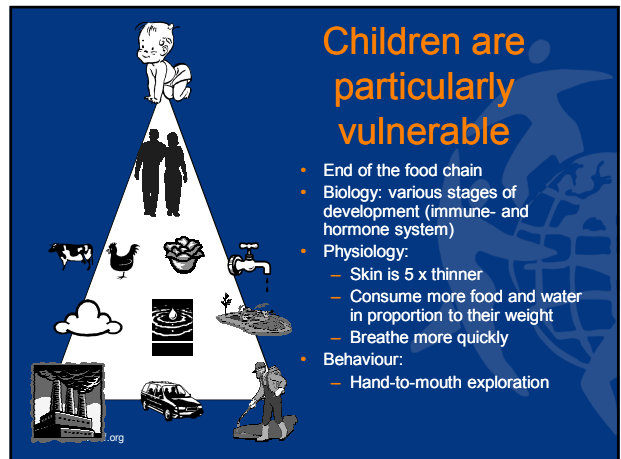 Children are
particularly
vulnerable
• End of the food chain
• Biology: various stages of
development (immune- and
hormone system)
• Physiology:
– Skin is 5 x thinner
– Consume more food and water
in proportion to their weight
– Breathe more quickly
• Behaviour:
– Hand-to-mouth exploration
.org